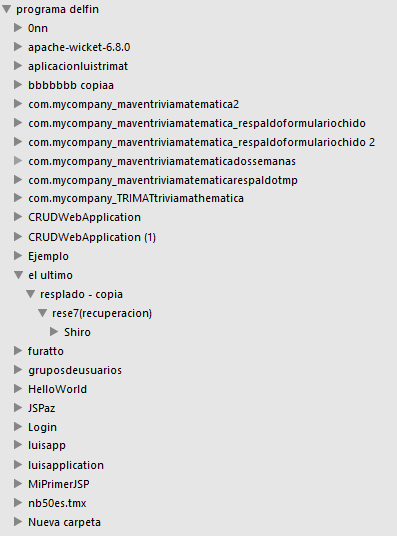 programa delfin
0nn
apache-wicket-6.8.0
aplicacionluistrimat
bbbbbbb copiaa
com.mycompany_maventriviamatematica2
com.mycompany_maventriviamatematica_respaldoformulariochido
com.mycompany_maventriviamatematica_respaldoformulariochido 2
com.mycompany_maventriviamatematicadossemanas
com.mycompany_maventriviamatematicarespaldotmp
com.mycompany_TRIMATtriviamathematica
CRUDWebApplication
CRUDWebApplication (1)
Ejemplo
el ultimo
resplado - copia
rese7(recuperacion)
Shiro
furatto
gruposdeusuarios
HelloWorld
JSPaz
Login
luisapp
luisapplication
MiPrimerJSP
nb50es.tmx
Nueva carpeta